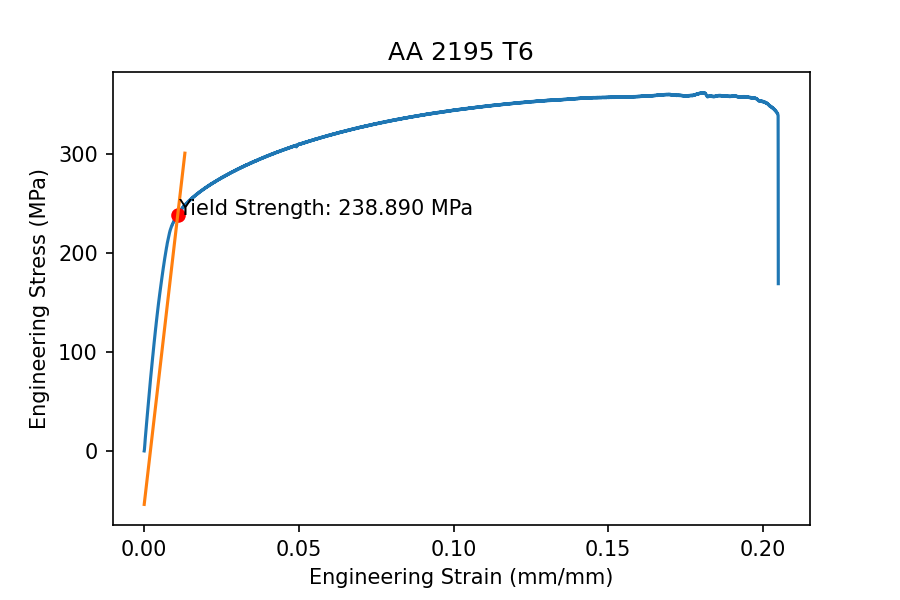 AA 2195 T6
Engineering Stress (MPa)
300
200
100
0
Yield Strength: 238.890 MPa
0.00 0.05 0.10 0.15 0.20
Engineering Strain (mm/mm)